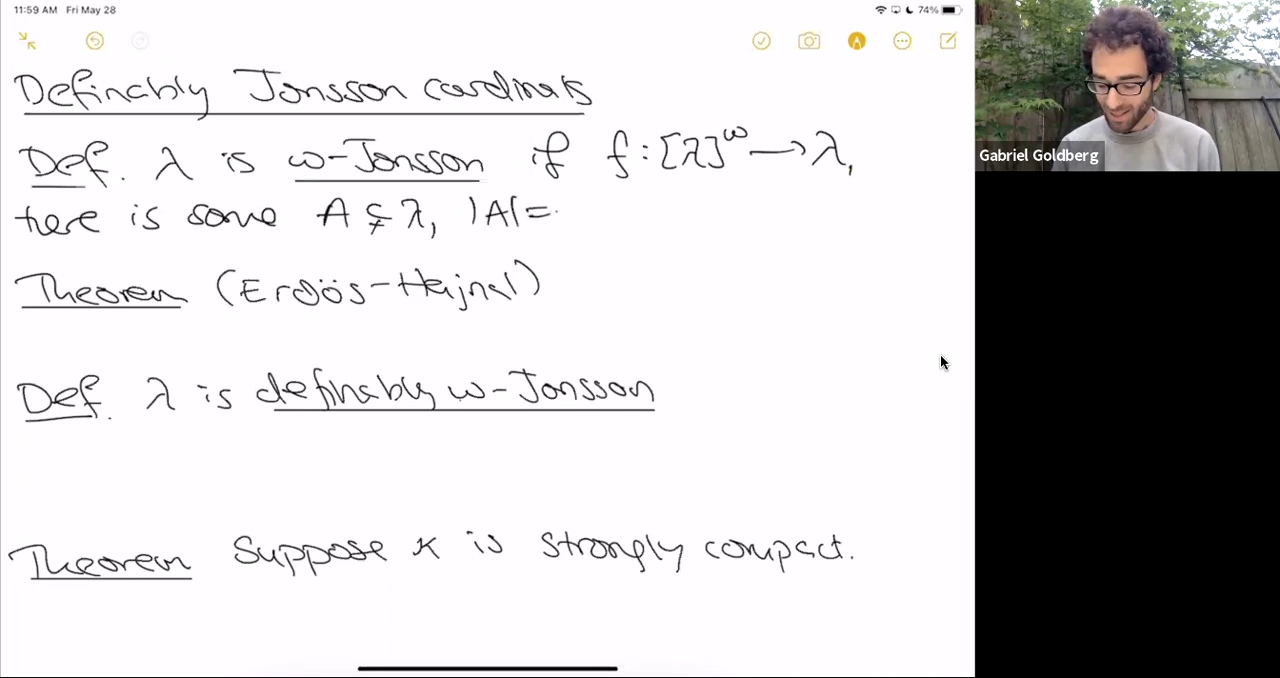 11:59 AM Fri May 28
74%
Definably Jonsson cardinals
Def. λ is ω-Jonsson if f:[λ]^ω→λ,
there is some A⊊λ, |A|=
Theorem (Erdös-Hajnal)
Def. λ is definably ω-Jonsson
Theorem Suppose κ is strongly compact.
Gabriel Goldberg